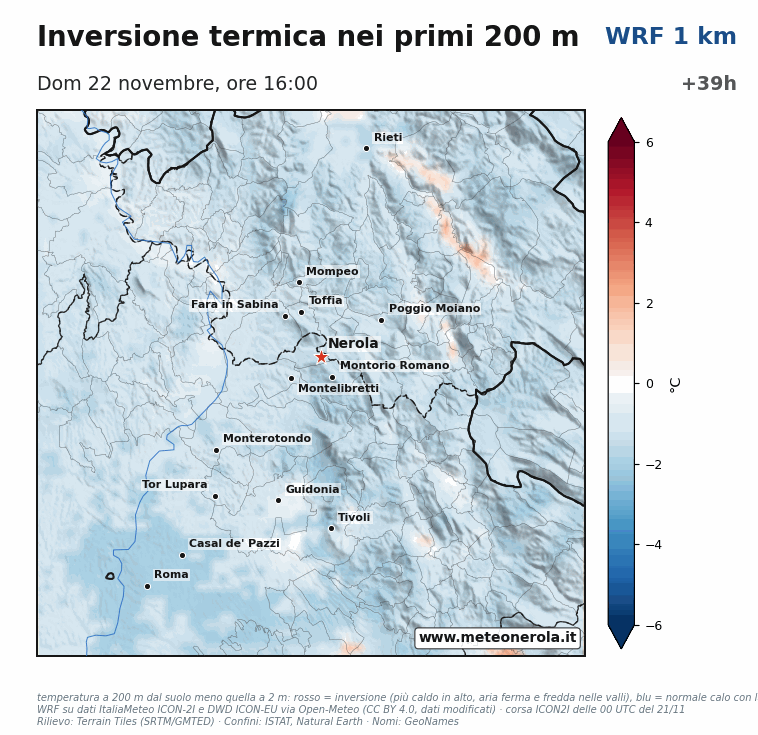 Inversione termica nei primi 200 m
WRF 1 km
Dom 22 novembre, ore 16:00
+39h
Rieti
Mompeo
Toffia
Fara in Sabina
Poggio Moiano
Nerola
Montorio Romano
Montelibretti
Monterotondo
Tor Lupara
Guidonia
Tivoli
Casal de' Pazzi
Roma
www.meteonerola.it
6
4
2
0
−2
−4
−6
°C
temperatura a 200 m dal suolo meno quella a 2 m: rosso = inversione (più caldo in alto, aria ferma e fredda nelle valli), blu = normale calo con l
WRF su dati ItaliaMeteo ICON-2I e DWD ICON-EU via Open-Meteo (CC BY 4.0, dati modificati) · corsa ICON2I delle 00 UTC del 21/11
Rilievo: Terrain Tiles (SRTM/GMTED) · Confini: ISTAT, Natural Earth · Nomi: GeoNames